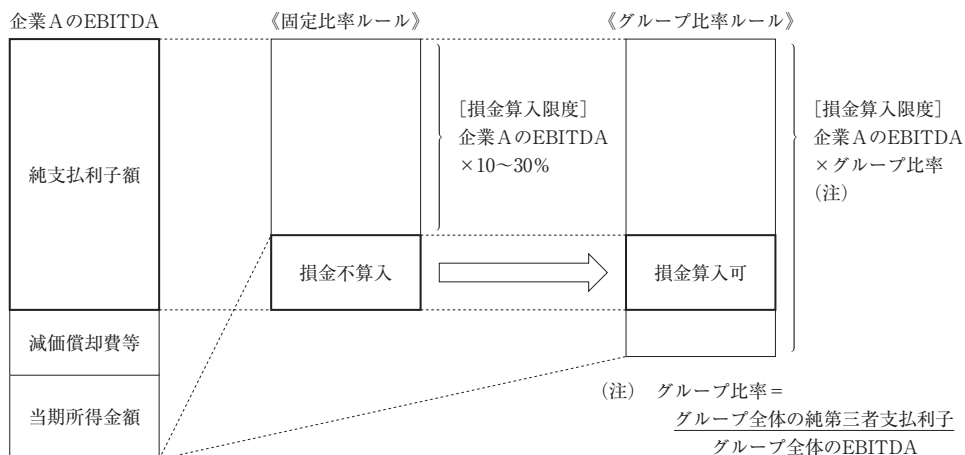 企業AのEBITDA
《固定比率ルール》
《グループ比率ルール》
純支払利子額
減価償却費等
当期所得金額
損金不算入
[損金算入限度]
企業AのEBITDA
×10～30%
損金算入可
[損金算入限度]
企業AのEBITDA
×グループ比率
(注)
(注) グループ比率=
グループ全体の純第三者支払利子
グループ全体のEBITDA